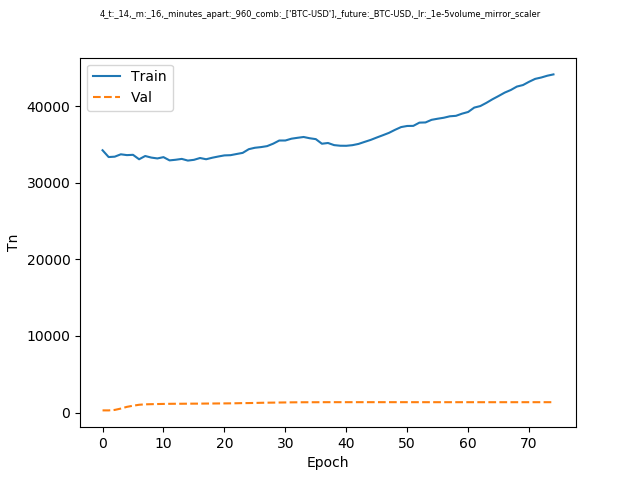 4_t:_14,_m:_16,_minutes_apart:_960_comb:_['BTC-USD'],_future:_BTC-USD,_lr:_1e-5volume_mirror_scaler
Train
Val
40000
30000
20000
10000
0
Tn
0 10 20 30 40 50 60 70
Epoch